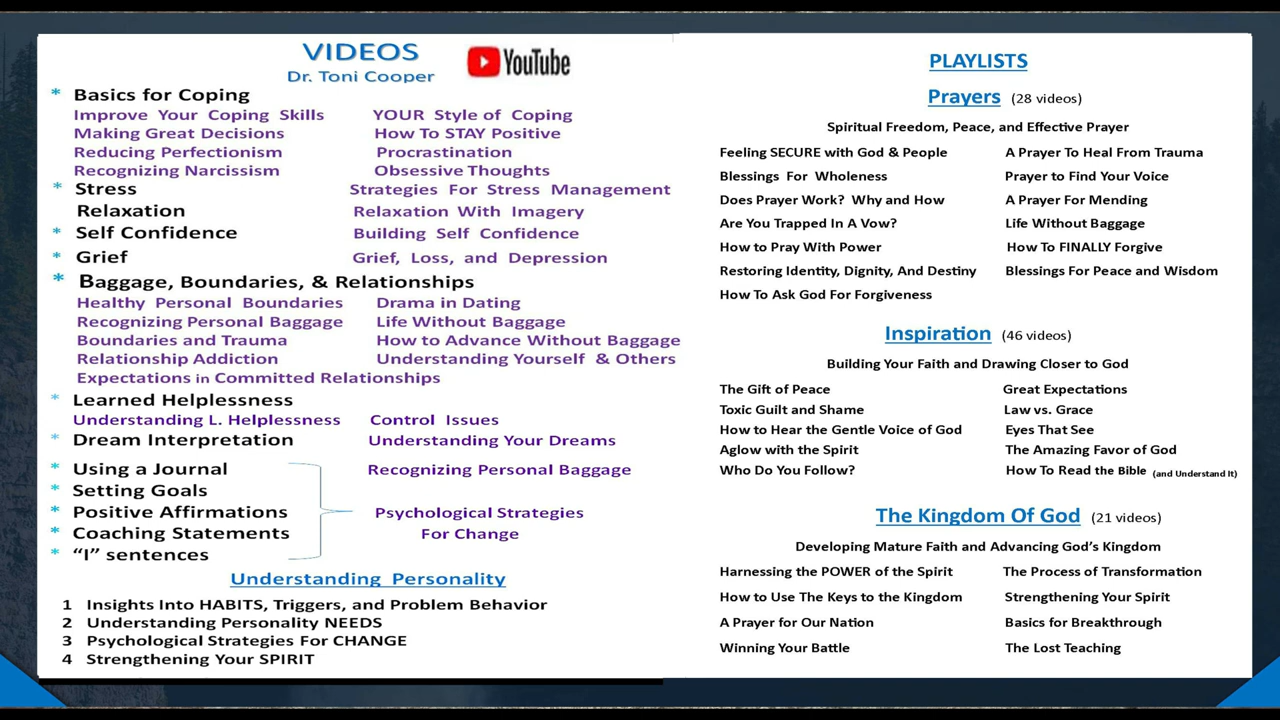 VIDEOS
Dr. Toni Cooper
YouTube
* Basics for Coping
Improve Your Coping Skills YOUR Style of Coping
Making Great Decisions How To STAY Positive
Reducing Perfectionism Procrastination
Recognizing Narcissism Obsessive Thoughts
* Stress Strategies For Stress Management
Relaxation Relaxation With Imagery
* Self Confidence Building Self Confidence
* Grief Grief, Loss, and Depression
* Baggage, Boundaries, & Relationships
Healthy Personal Boundaries Drama in Dating
Recognizing Personal Baggage Life Without Baggage
Boundaries and Trauma How to Advance Without Baggage
Relationship Addiction Understanding Yourself & Others
Expectations in Committed Relationships
* Learned Helplessness
Understanding L. Helplessness Control Issues
* Dream Interpretation Understanding Your Dreams
* Using a Journal Recognizing Personal Baggage
* Setting Goals
* Positive Affirmations Psychological Strategies
* Coaching Statements For Change
* “I” sentences
Understanding Personality
1 Insights Into HABITS, Triggers, and Problem Behavior
2 Understanding Personality NEEDS
3 Psychological Strategies For CHANGE
4 Strengthening Your SPIRIT
PLAYLISTS
Prayers (28 videos)
Spiritual Freedom, Peace, and Effective Prayer
Feeling SECURE with God & People A Prayer To Heal From Trauma
Blessings For Wholeness Prayer to Find Your Voice
Does Prayer Work? Why and How A Prayer For Mending
Are You Trapped In A Vow? Life Without Baggage
How to Pray With Power How To FINALLY Forgive
Restoring Identity, Dignity, And Destiny Blessings For Peace and Wisdom
How To Ask God For Forgiveness
Inspiration (46 videos)
Building Your Faith and Drawing Closer to God
The Gift of Peace Great Expectations
Toxic Guilt and Shame Law vs. Grace
How to Hear the Gentle Voice of God Eyes That See
Aglow with the Spirit The Amazing Favor of God
Who Do You Follow? How To Read the Bible (and Understand It)
The Kingdom Of God (21 videos)
Developing Mature Faith and Advancing God’s Kingdom
Harnessing the POWER of the Spirit The Process of Transformation
How to Use The Keys to the Kingdom Strengthening Your Spirit
A Prayer for Our Nation Basics for Breakthrough
Winning Your Battle The Lost Teaching